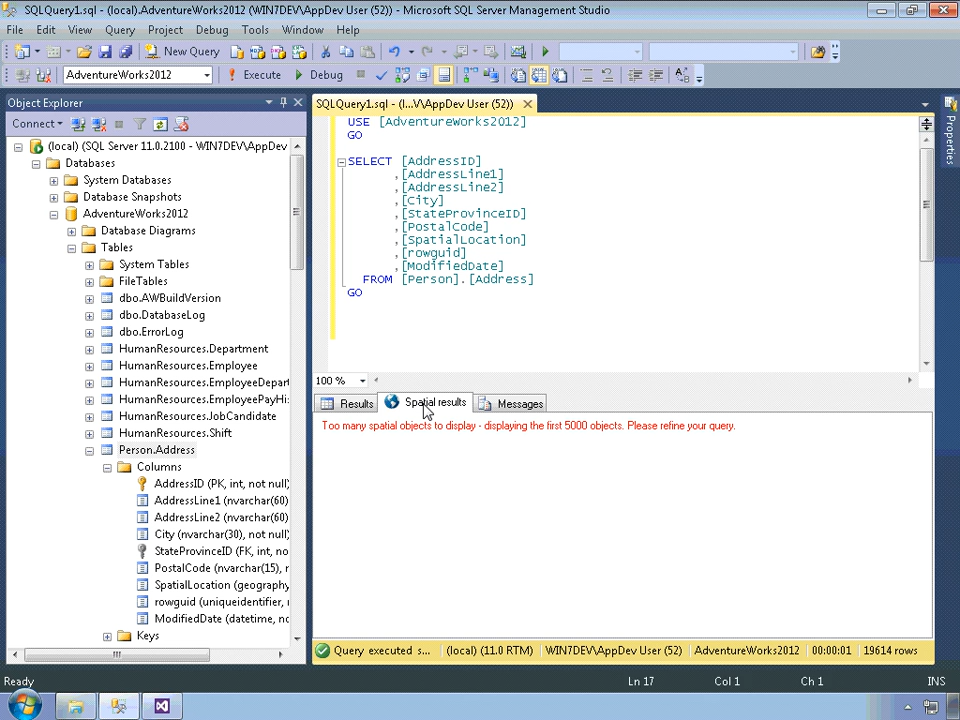 SQLQuery1.sql - (local).AdventureWorks2012 (WIN7DEV\AppDev User (52)) - Microsoft SQL Server Management Studio
File Edit View Query Project Debug Tools Window Help
New Query
AdventureWorks2012 Execute Debug
Object Explorer
Connect
(local) (SQL Server 11.0.2100 - WIN7DEV\AppDev
Databases
System Databases
Database Snapshots
AdventureWorks2012
Database Diagrams
Tables
System Tables
FileTables
dbo.AWBuildVersion
dbo.DatabaseLog
dbo.ErrorLog
HumanResources.Department
HumanResources.Employee
HumanResources.EmployeeDepart
HumanResources.EmployeePayHi
HumanResources.JobCandidate
HumanResources.Shift
Person.Address
Columns
AddressID (PK, int, not null)
AddressLine1 (nvarchar(60)
AddressLine2 (nvarchar(60)
City (nvarchar(30), not null)
StateProvinceID (FK, int, no
PostalCode (nvarchar(15), r
SpatialLocation (geography
rowguid (uniqueidentifier, r
ModifiedDate (datetime, no
Keys
SQLQuery1.sql - (l...V\AppDev User (52))
USE [AdventureWorks2012]
GO
SELECT [AddressID]
,[AddressLine1]
,[AddressLine2]
,[City]
,[StateProvinceID]
,[PostalCode]
,[SpatialLocation]
,[rowguid]
,[ModifiedDate]
FROM [Person].[Address]
GO
100 %
Results Spatial results Messages
Too many spatial objects to display - displaying the first 5000 objects. Please refine your query.
Query executed s... (local) (11.0 RTM) WIN7DEV\AppDev User (52) AdventureWorks2012 00:00:01 19614 rows
Properties
Ready Ln 17 Col 1 Ch 1 INS